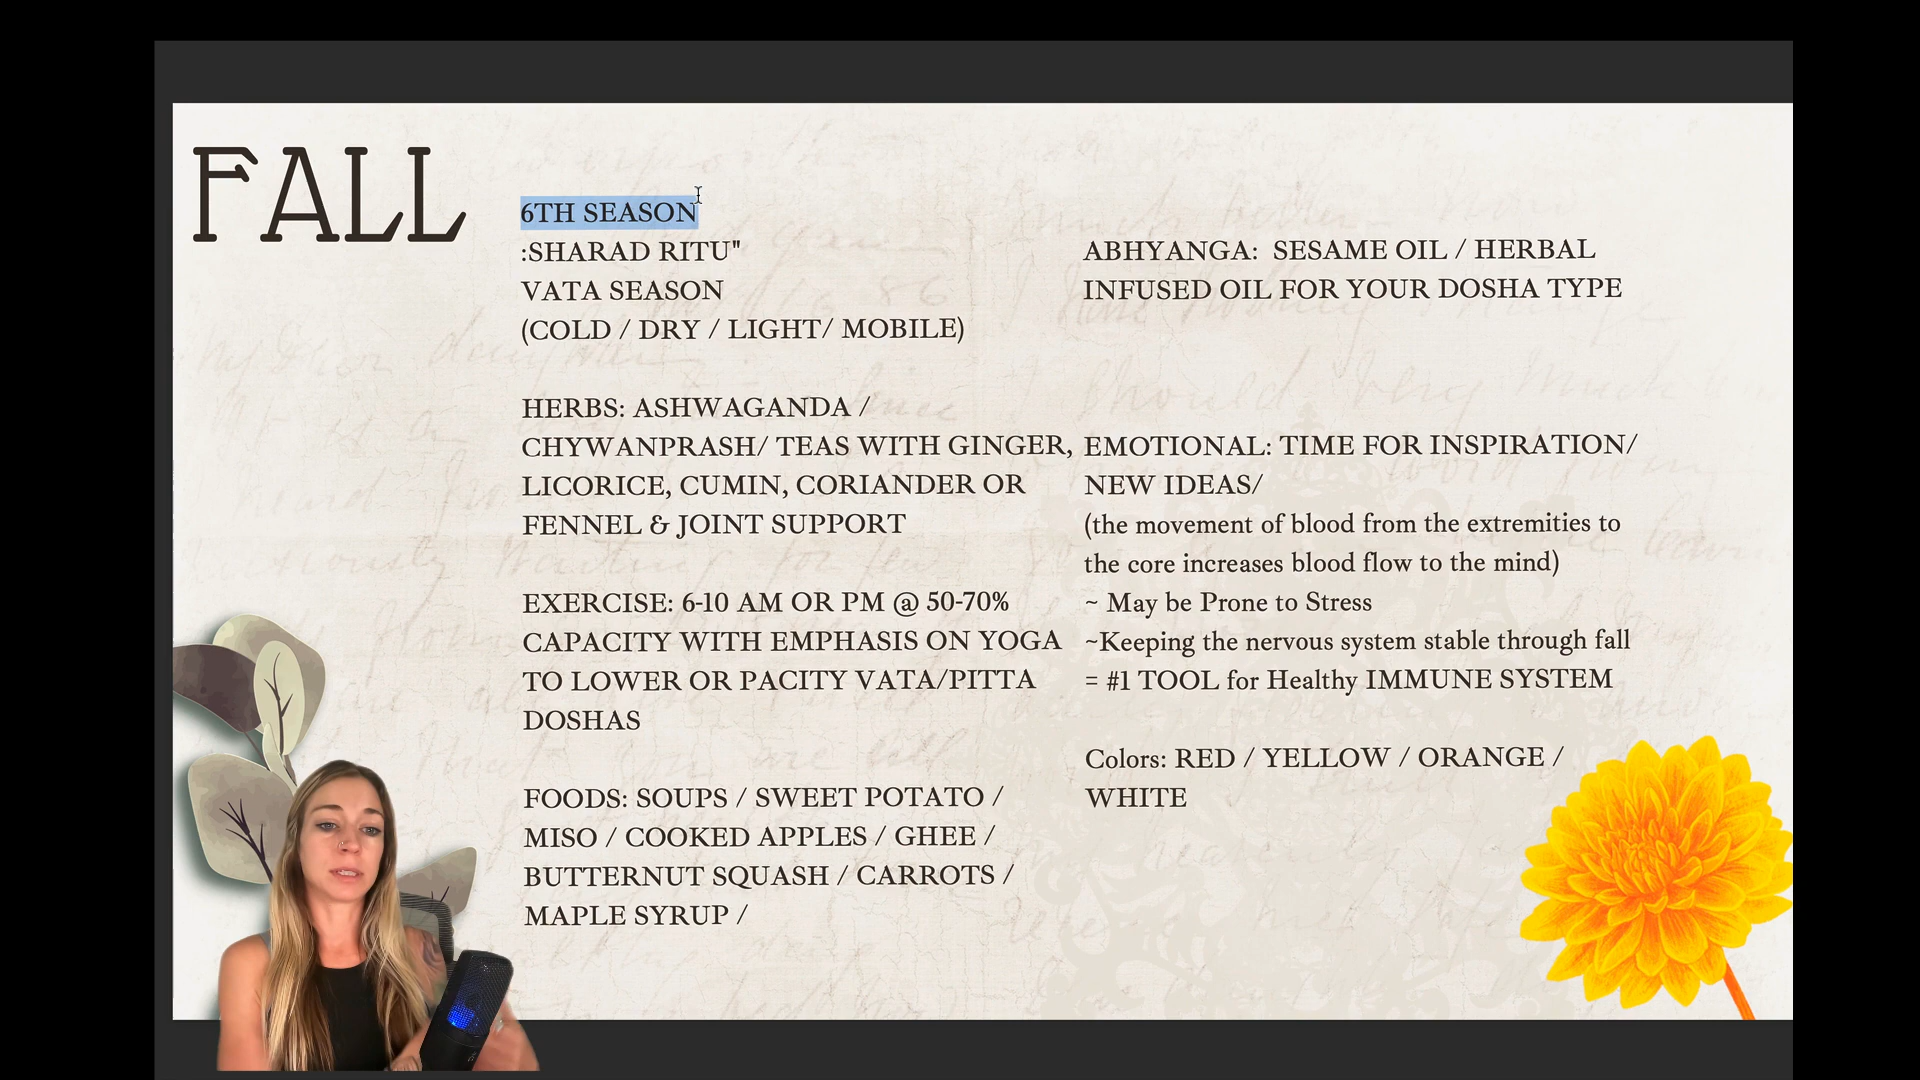 FALL
6TH SEASON
:SHARAD RITU"
VATA SEASON
(COLD / DRY / LIGHT/ MOBILE)
HERBS: ASHWAGANDA /
CHYWANPRASH/ TEAS WITH GINGER,
LICORICE, CUMIN, CORIANDER OR
FENNEL & JOINT SUPPORT
EXERCISE: 6-10 AM OR PM @ 50-70%
CAPACITY WITH EMPHASIS ON YOGA
TO LOWER OR PACITY VATA/PITTA
DOSHAS
FOODS: SOUPS / SWEET POTATO /
MISO / COOKED APPLES / GHEE /
BUTTERNUT SQUASH / CARROTS /
MAPLE SYRUP /
ABHYANGA:  SESAME OIL / HERBAL
INFUSED OIL FOR YOUR DOSHA TYPE
EMOTIONAL: TIME FOR INSPIRATION/
NEW IDEAS/
(the movement of blood from the extremities to
the core increases blood flow to the mind)
~ May be Prone to Stress
~Keeping the nervous system stable through fall
= #1 TOOL for Healthy IMMUNE SYSTEM
Colors: RED / YELLOW / ORANGE /
WHITE